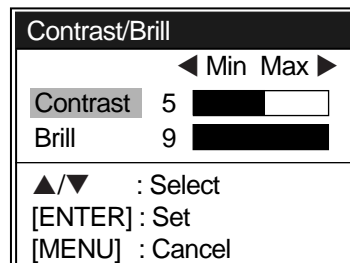 Contrast/Brill
◀ Min Max ▶
Contrast 5
Brill 9
▲/▼ : Select
[ENTER] : Set
[MENU] : Cancel